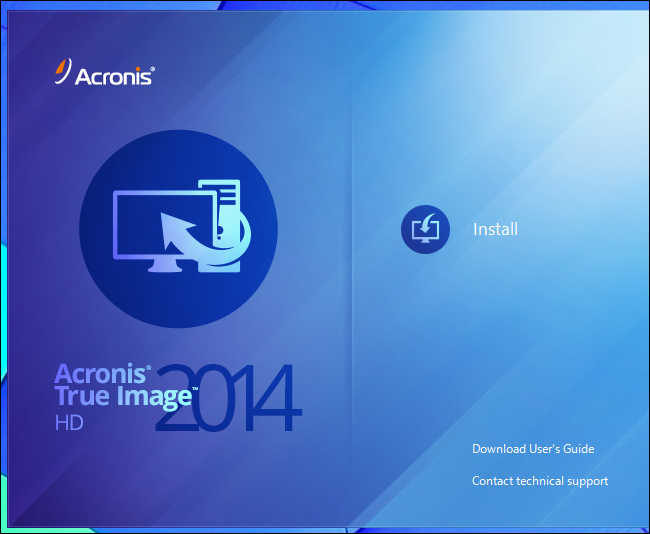 Acronis®
Install
Acronis®
True Image™ 2014
HD
Download User's Guide
Contact technical support